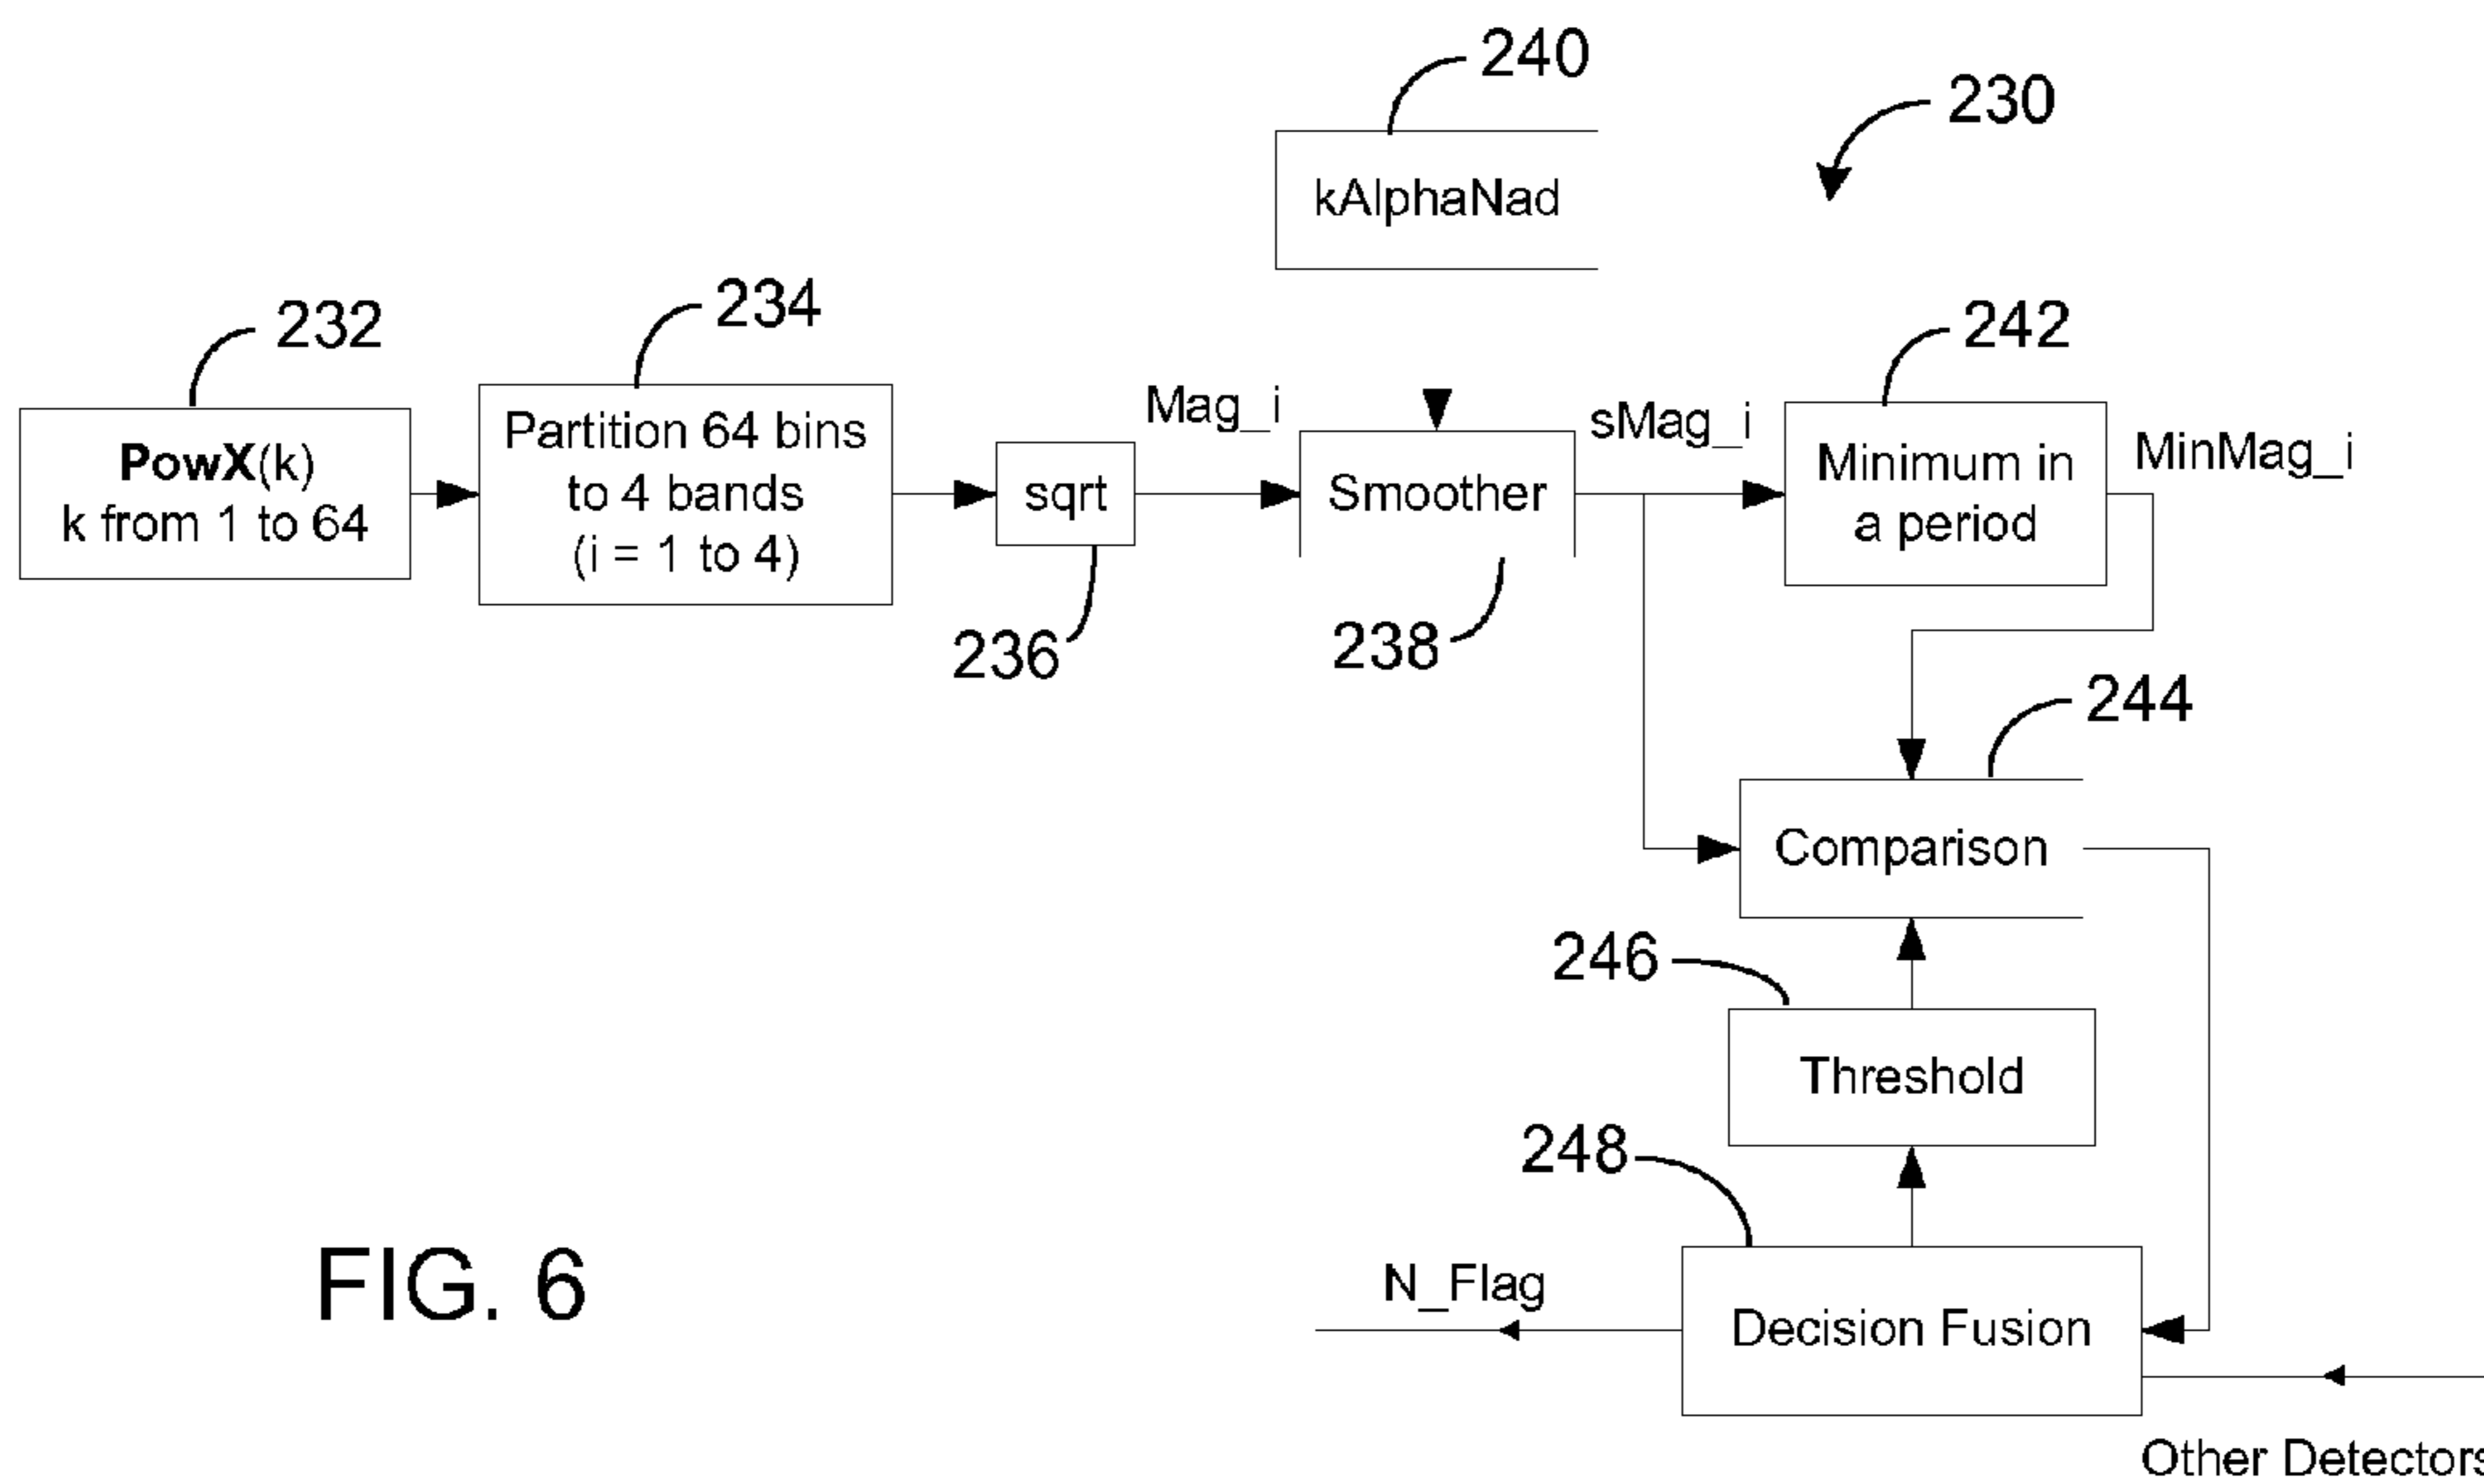 240
230
kAlphaNad
232
234
242
PowX(k)
k from 1 to 64
Partition 64 bins
to 4 bands
(i = 1 to 4)
sqrt
Mag_i
Smoother
sMag_i
Minimum in
a period
MinMag_i
236
238
244
Comparison
246
Threshold
248
N_Flag
Decision Fusion
Other Detectors
FIG. 6